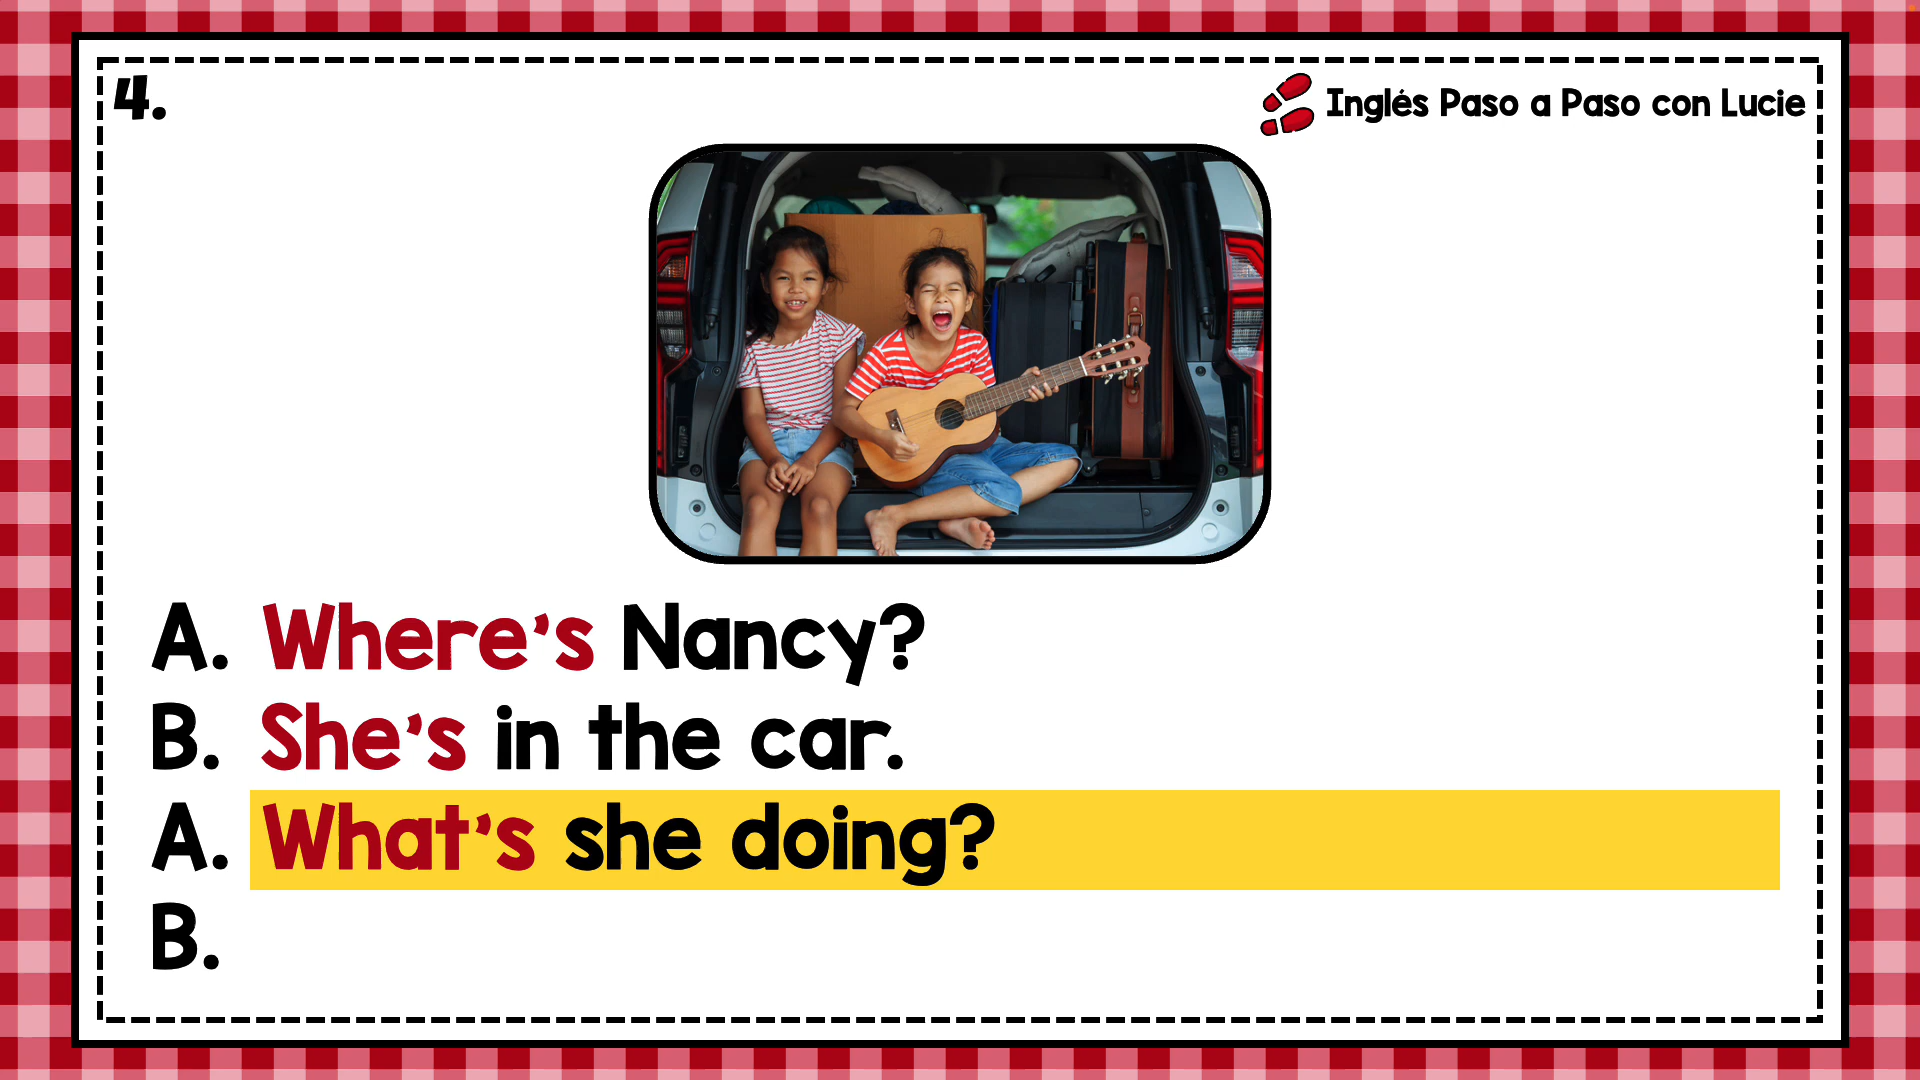 4.
Inglés Paso a Paso con Lucie
A. Where's Nancy?
B. She's in the car.
A. What's she doing?
B.